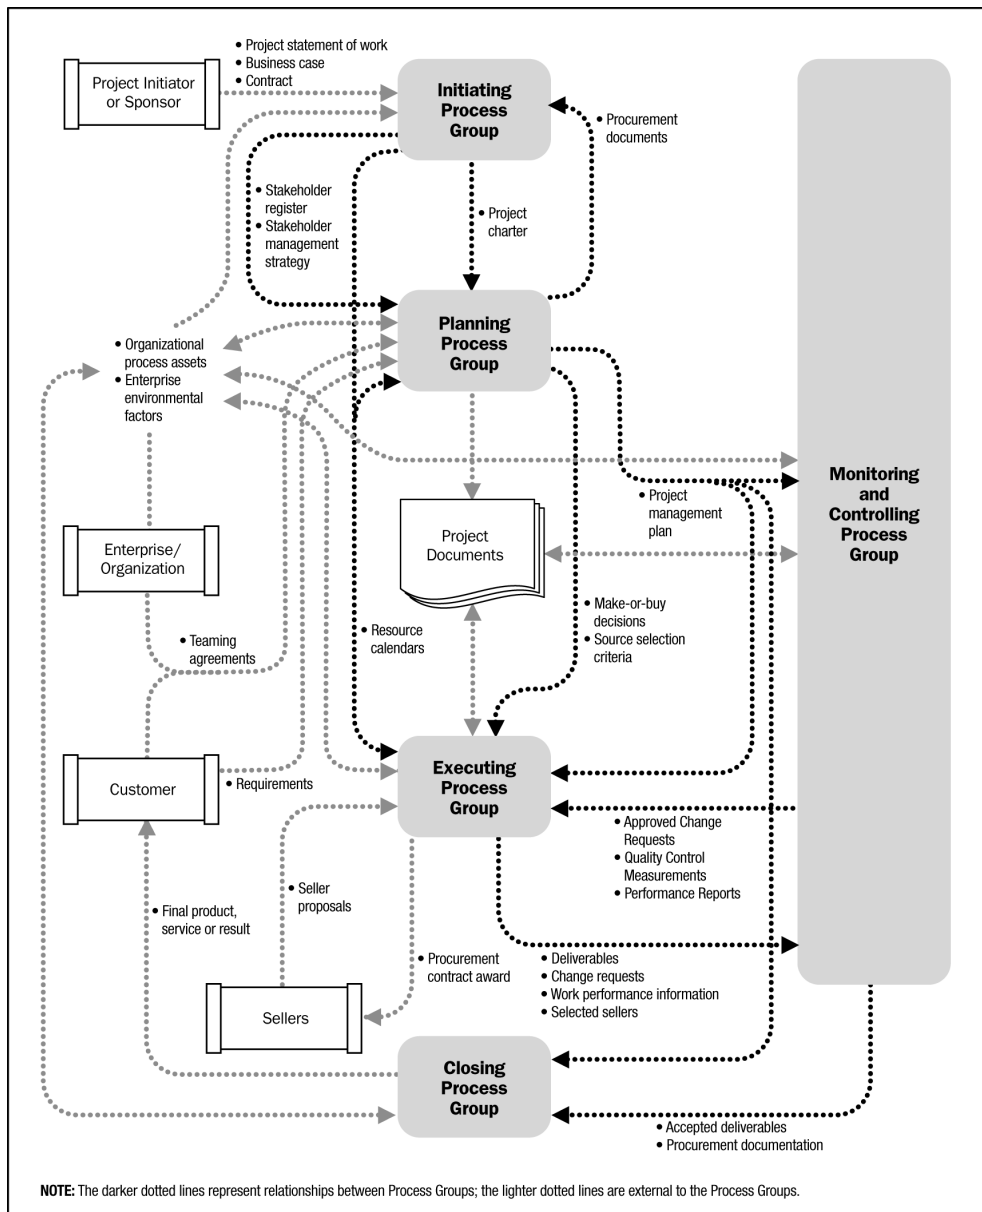 • Project statement of work
• Business case
• Contract
Project Initiator
or Sponsor
Initiating
Process
Group
• Procurement
documents
• Stakeholder
register
• Stakeholder
management
strategy
• Project
charter
Planning
Process
Group
• Organizational
process assets
• Enterprise
environmental
factors
Monitoring
and
Controlling
Process
Group
• Project
management
plan
Project
Documents
Enterprise/
Organization
• Make-or-buy
decisions
• Source selection
criteria
• Resource
calendars
• Teaming
agreements
Executing
Process
Group
Customer
• Requirements
• Approved Change
Requests
• Quality Control
Measurements
• Performance Reports
• Seller
proposals
• Final product,
service or result
• Procurement
contract award
• Deliverables
• Change requests
• Work performance information
• Selected sellers
Sellers
Closing
Process
Group
• Accepted deliverables
• Procurement documentation
NOTE: The darker dotted lines represent relationships between Process Groups; the lighter dotted lines are external to the Process Groups.